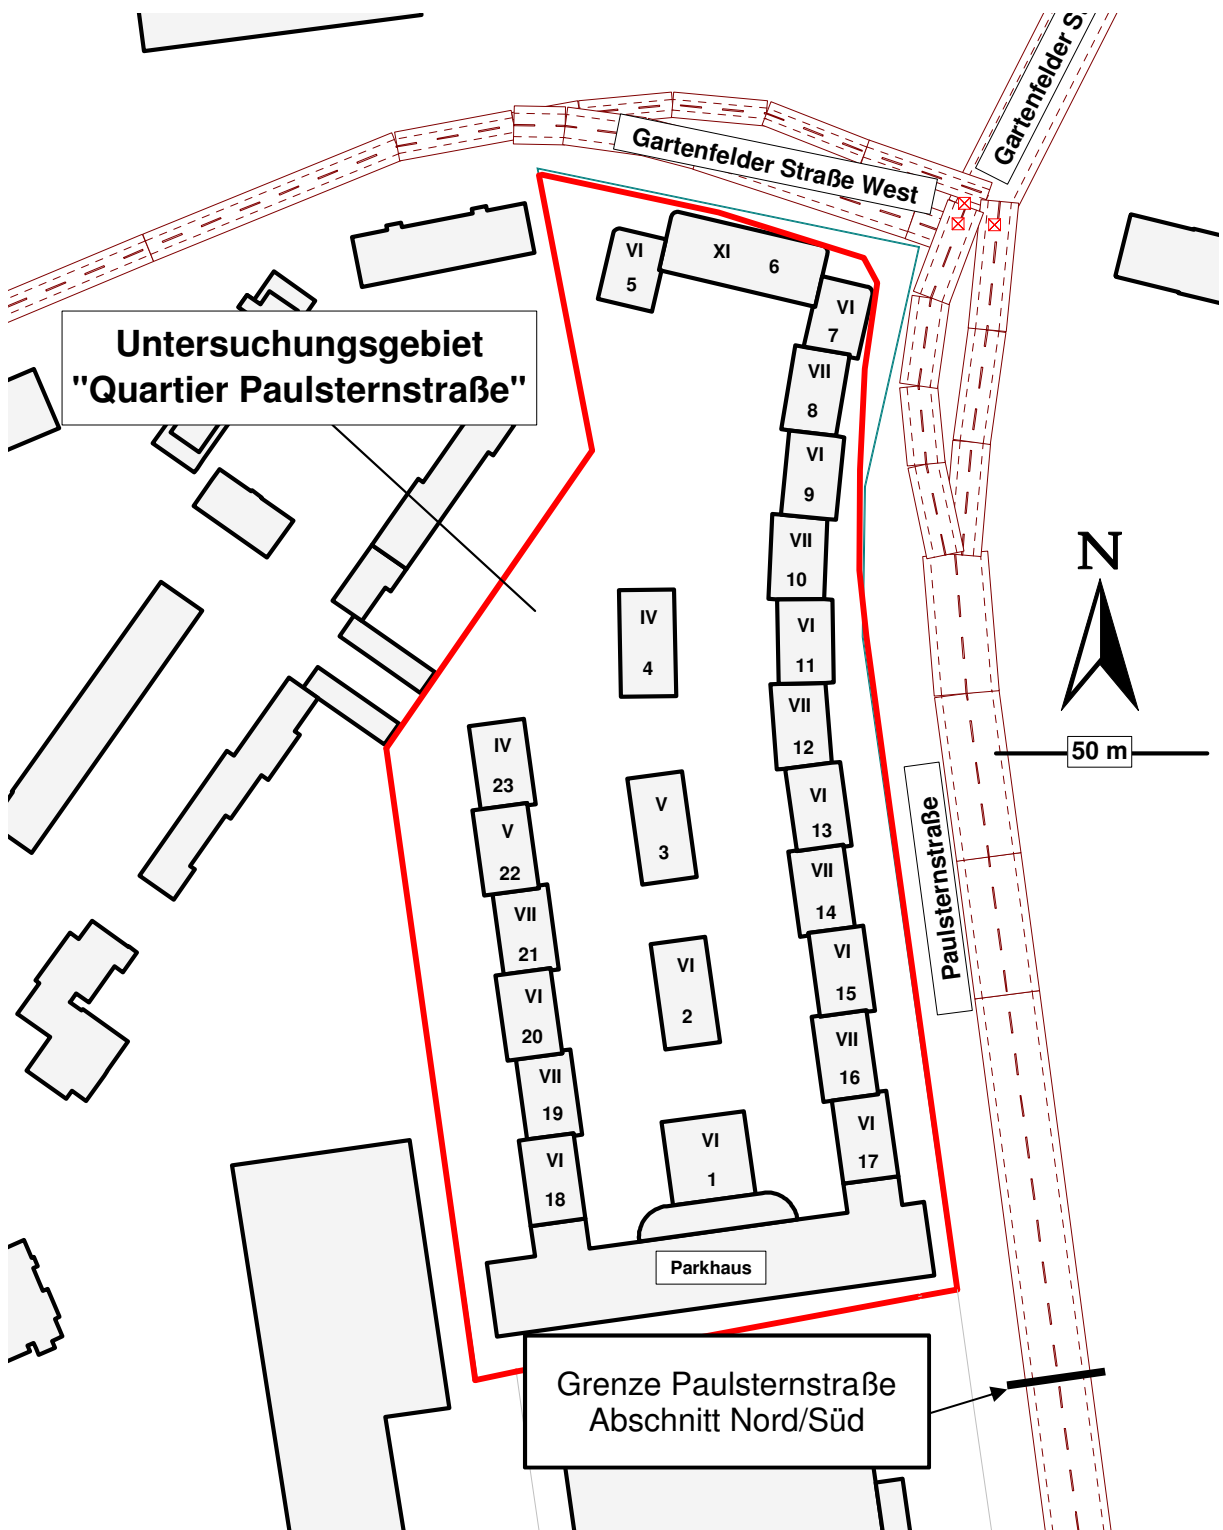 Gartenfelder Straße West
Gartenfelder S
Untersuchungsgebiet
"Quartier Paulsternstraße"
VI
5
XI 6
VI
7
VII
8
VI
9
VII
10
VI
11
VII
12
VI
13
VII
14
VI
15
VII
16
VI
17
IV
4
V
3
VI
2
VI
1
IV
23
V
22
VII
21
VI
20
VII
19
VI
18
N
50 m
Paulsternstraße
Parkhaus
Grenze Paulsternstraße
Abschnitt Nord/Süd